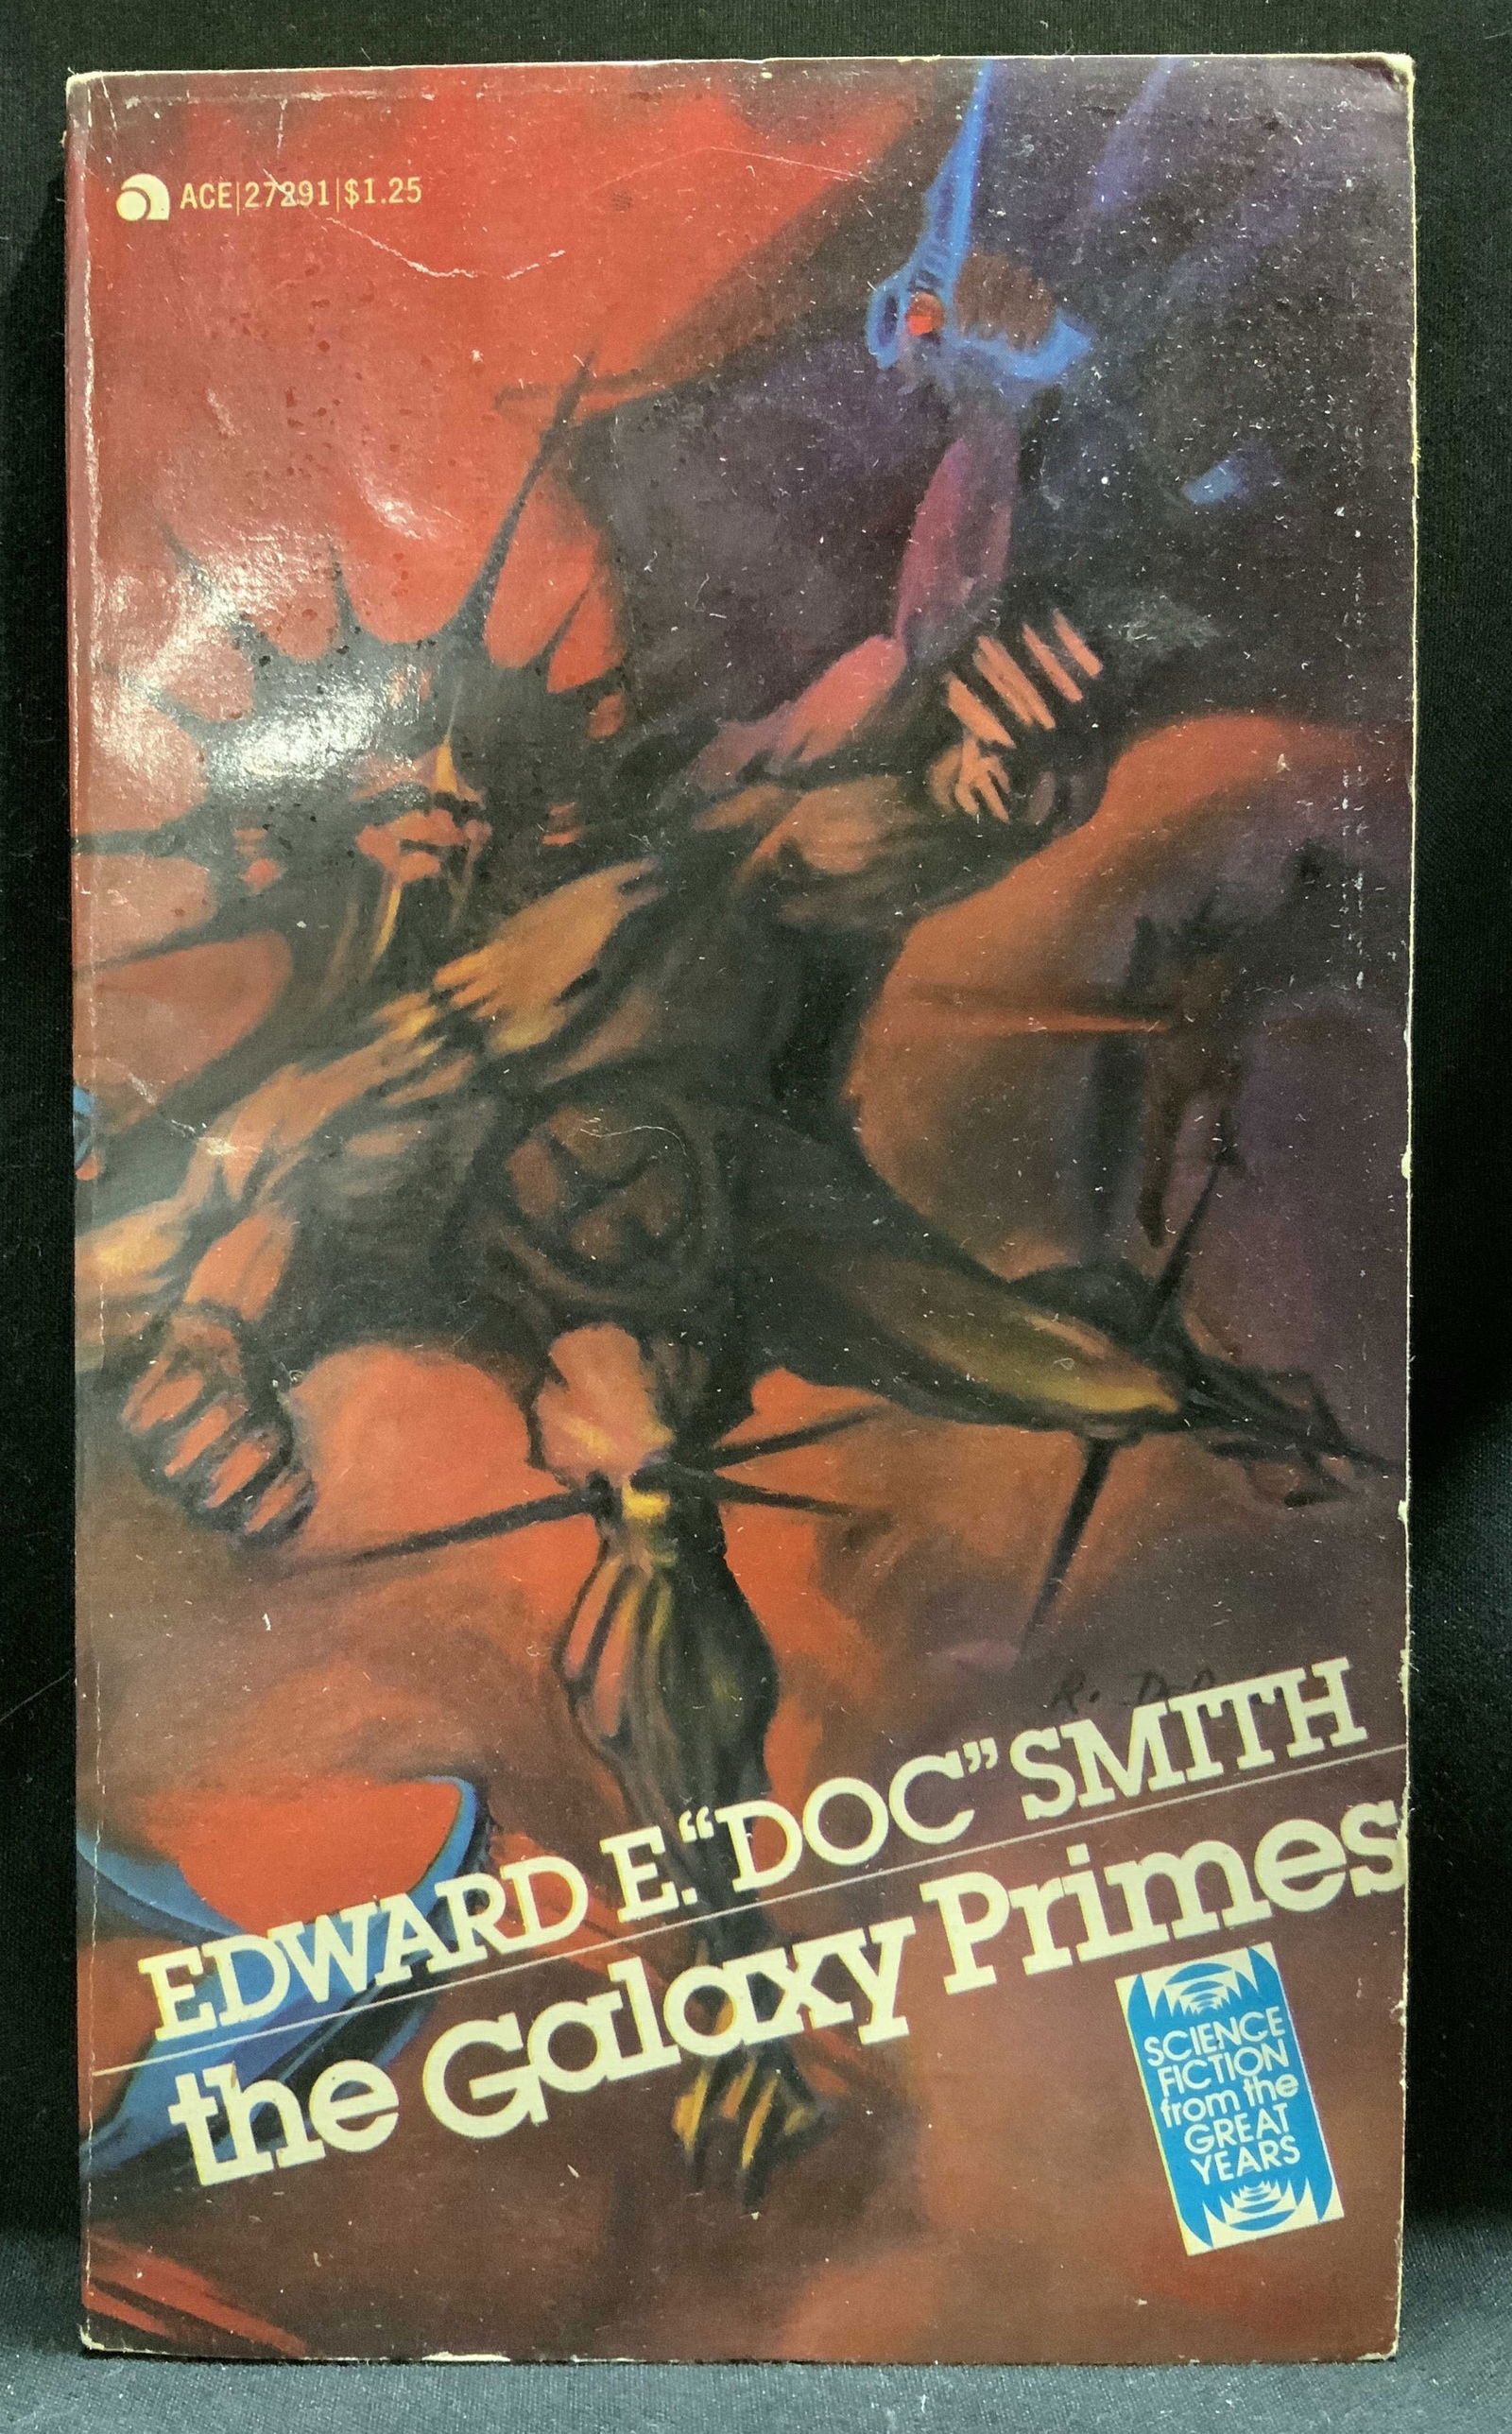 ACE|27291|$1.25
EDWARD E. “DOC” SMITH
the Galaxy Primes
SCIENCE
FICTION
from the
GREAT
YEARS